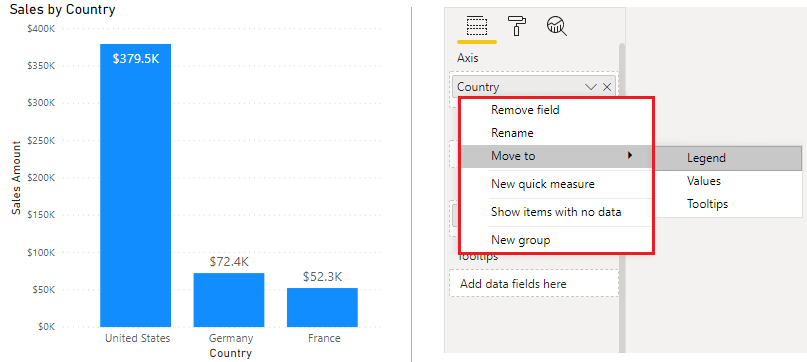 Sales by Country
$400K
$350K
$300K
$250K
$200K
$150K
$100K
$50K
$0K
Sales Amount
$379.5K
$72.4K
$52.3K
United States
Germany
France
Country
Axis
Country
Remove field
Rename
Move to
New quick measure
Show items with no data
New group
Legend
Values
Tooltips
Tooltips
Add data fields here